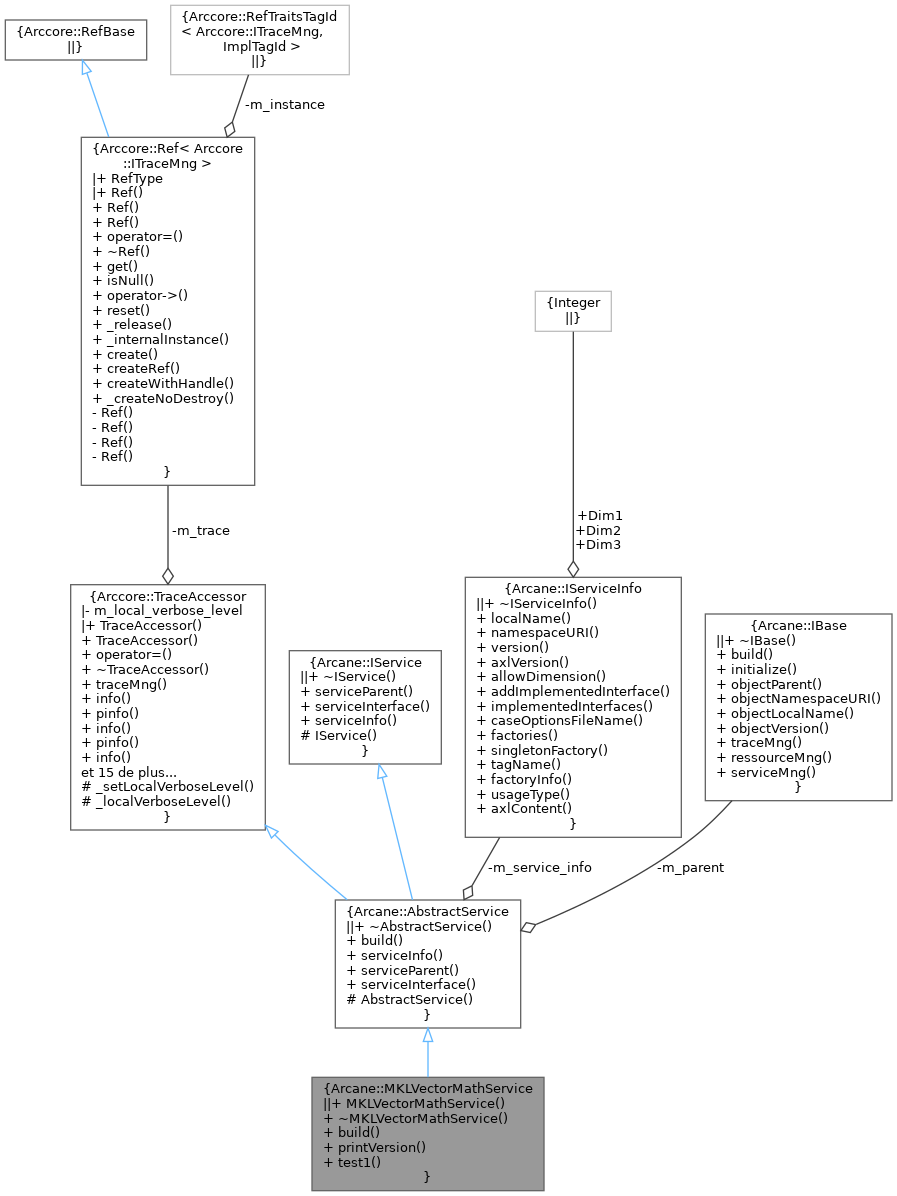 {Arccore::RefBase
||}
{Arccore::RefTraitsTagId
< Arccore::ITraceMng,
ImplTagId >
||}
-m_instance
{Arccore::Ref< Arccore
::ITraceMng >
|+ RefType
|+ Ref()
+ Ref()
+ Ref()
+ operator=()
+ ~Ref()
+ get()
+ isNull()
+ operator->()
+ reset()
+ _release()
+ _internalInstance()
+ create()
+ createRef()
+ createWithHandle()
+ _createNoDestroy()
- Ref()
- Ref()
- Ref()
- Ref()
}
{Integer
||}
-m_trace
+Dim1
+Dim2
+Dim3
{Arccore::TraceAccessor
|- m_local_verbose_level
|+ TraceAccessor()
+ TraceAccessor()
+ operator=()
+ ~TraceAccessor()
+ traceMng()
+ info()
+ pinfo()
+ info()
+ pinfo()
+ info()
et 15 de plus...
# _setLocalVerboseLevel()
# _localVerboseLevel()
}
{Arcane::IService
||+ ~IService()
+ serviceParent()
+ serviceInterface()
+ serviceInfo()
# IService()
}
{Arcane::IServiceInfo
||+ ~IServiceInfo()
+ localName()
+ namespaceURI()
+ version()
+ axlVersion()
+ allowDimension()
+ addImplementedInterface()
+ implementedInterfaces()
+ caseOptionsFileName()
+ factories()
+ singletonFactory()
+ tagName()
+ factoryInfo()
+ usageType()
+ axlContent()
}
{Arcane::IBase
||+ ~IBase()
+ build()
+ initialize()
+ objectParent()
+ objectNamespaceURI()
+ objectLocalName()
+ objectVersion()
+ traceMng()
+ ressourceMng()
+ serviceMng()
}
-m_service_info
-m_parent
{Arcane::AbstractService
||+ ~AbstractService()
+ build()
+ serviceInfo()
+ serviceParent()
+ serviceInterface()
# AbstractService()
}
{Arcane::MKLVectorMathService
||+ MKLVectorMathService()
+ ~MKLVectorMathService()
+ build()
+ printVersion()
+ test1()
}